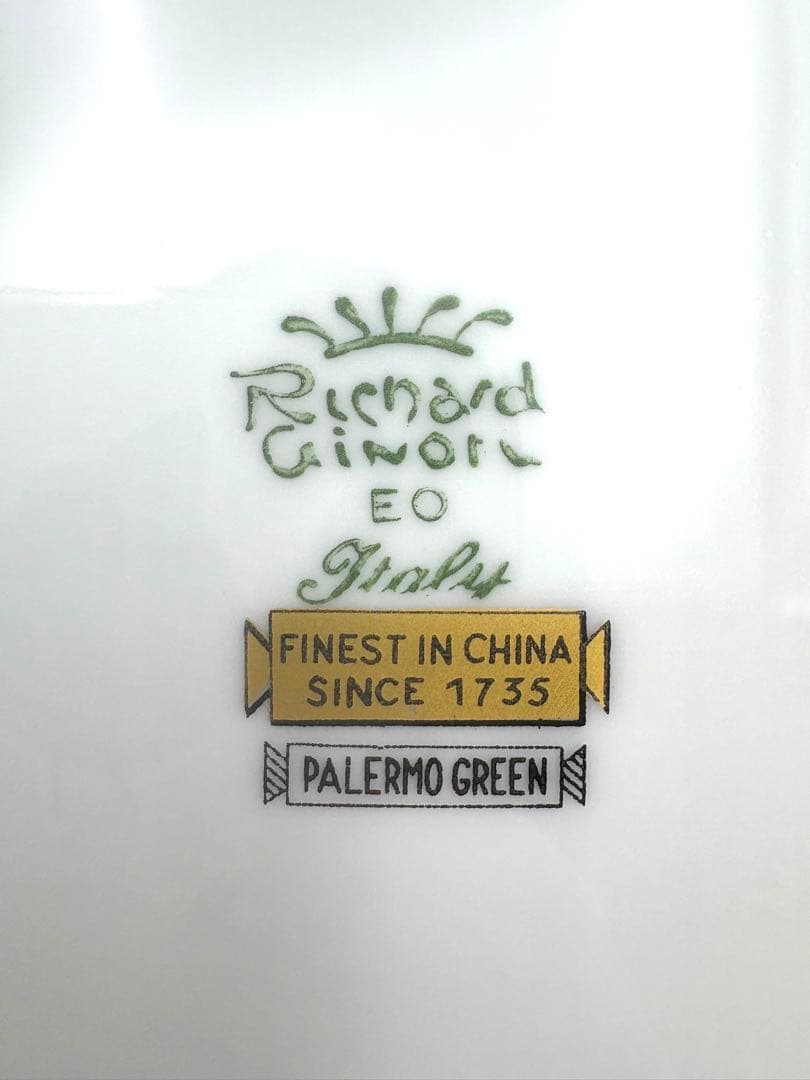 Richard
Ginori
EO
Italy
FINEST IN CHINA
SINCE 1735
PALERMO GREEN